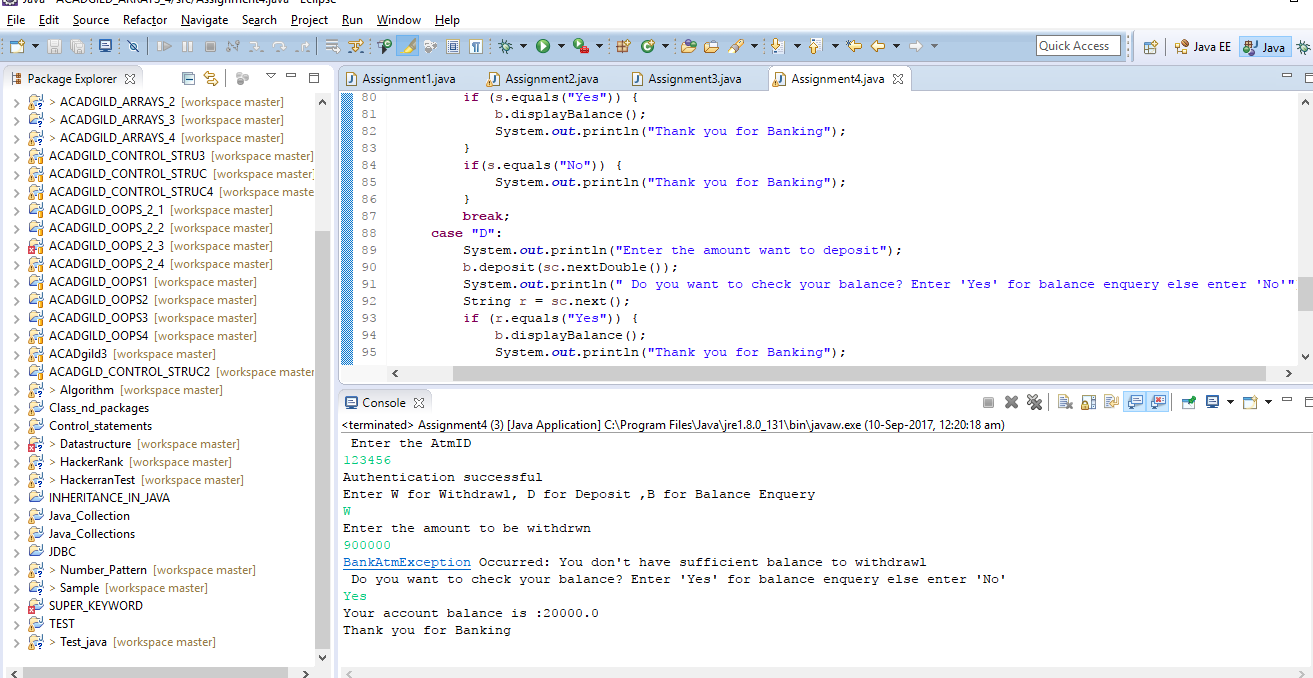 Java - ACADGILD_ARRAYS_4/src/Assignment4.java - Eclipse
File Edit Source Refactor Navigate Search Project Run Window Help
Quick Access Java EE Java
Package Explorer
> ACADGILD_ARRAYS_2 [workspace master]
> ACADGILD_ARRAYS_3 [workspace master]
> ACADGILD_ARRAYS_4 [workspace master]
ACADGILD_CONTROL_STRU3 [workspace master]
ACADGILD_CONTROL_STRUC [workspace master]
ACADGILD_CONTROL_STRUC4 [workspace maste
ACADGILD_OOPS_2_1 [workspace master]
ACADGILD_OOPS_2_2 [workspace master]
ACADGILD_OOPS_2_3 [workspace master]
ACADGILD_OOPS_2_4 [workspace master]
ACADGILD_OOPS1 [workspace master]
ACADGILD_OOPS2 [workspace master]
ACADGILD_OOPS3 [workspace master]
ACADGILD_OOPS4 [workspace master]
ACADgild3 [workspace master]
ACADGLD_CONTROL_STRUC2 [workspace master
> Algorithm [workspace master]
Class_nd_packages
Control_statements
> Datastructure [workspace master]
> HackerRank [workspace master]
> HackerranTest [workspace master]
INHERITANCE_IN_JAVA
Java_Collection
Java_Collections
JDBC
> Number_Pattern [workspace master]
> Sample [workspace master]
SUPER_KEYWORD
TEST
> Test_java [workspace master]
Assignment1.java Assignment2.java Assignment3.java Assignment4.java
80 if (s.equals("Yes")) {
81 b.displayBalance();
82 System.out.println("Thank you for Banking");
83 }
84 if(s.equals("No")) {
85 System.out.println("Thank you for Banking");
86 }
87 break;
88 case "D":
89 System.out.println("Enter the amount want to deposit");
90 b.deposit(sc.nextDouble());
91 System.out.println(" Do you want to check your balance? Enter 'Yes' for balance enquery else enter 'No'"
92 String r = sc.next();
93 if (r.equals("Yes")) {
94 b.displayBalance();
95 System.out.println("Thank you for Banking");
Console
<terminated> Assignment4 (3) [Java Application] C:\Program Files\Java\jre1.8.0_131\bin\javaw.exe (10-Sep-2017, 12:20:18 am)
Enter the AtmID
123456
Authentication successful
Enter W for Withdrawl, D for Deposit ,B for Balance Enquery
W
Enter the amount to be withdrwn
900000
BankAtmException Occurred: You don't have sufficient balance to withdrawl
Do you want to check your balance? Enter 'Yes' for balance enquery else enter 'No'
Yes
Your account balance is :20000.0
Thank you for Banking